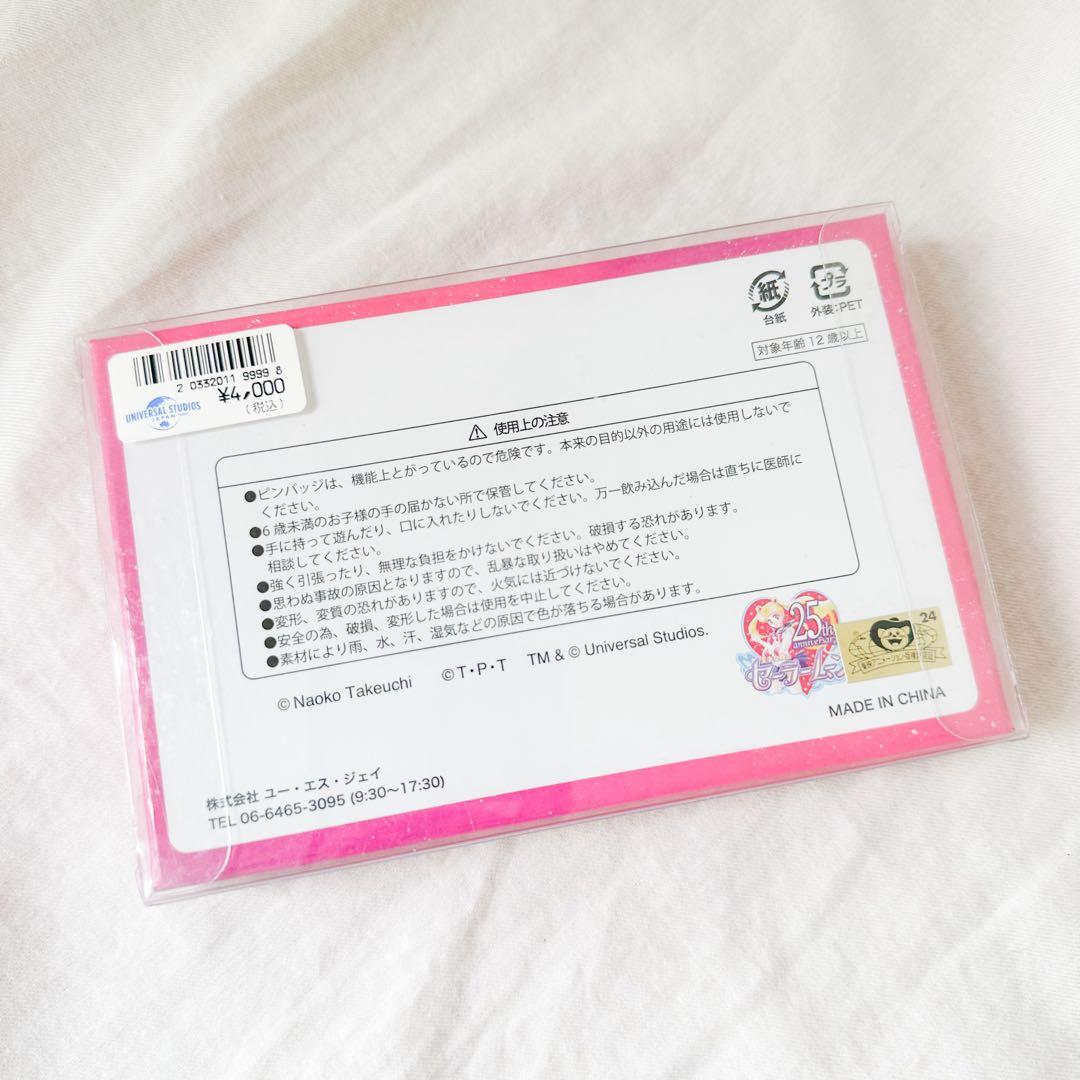 2 0332011 9999 8
¥4,000
(税込)
UNIVERSAL STUDIOS
JAPAN
紙
台紙
プラ
外装:PET
対象年齢 12 歳以上
⚠ 使用上の注意
●ピンバッジは、機能上とがっているので危険です。本来の目的以外の用途には使用しないで
ください。
●6歳未満のお子様の手の届かない所で保管してください。
●手に持って遊んだり、口に入れたりしないでください。万一飲み込んだ場合は直ちに医師に
相談してください。
●強く引張ったり、無理な負担をかけないでください。破損する恐れがあります。
●思わぬ事故の原因となりますので、乱暴な取り扱いはやめてください。
●変形、変質の恐れがありますので、火気には近づけないでください。
●安全の為、破損、変形した場合は使用を中止してください。
●素材により雨、水、汗、湿気などの原因で色が落ちる場合があります。
© Naoko Takeuchi ©T・P・T TM & © Universal Studios.
25th
anniversary
セーラームーン
24
MADE IN CHINA
株式会社 ユー・エス・ジェイ
TEL 06-6465-3095 (9:30〜17:30)